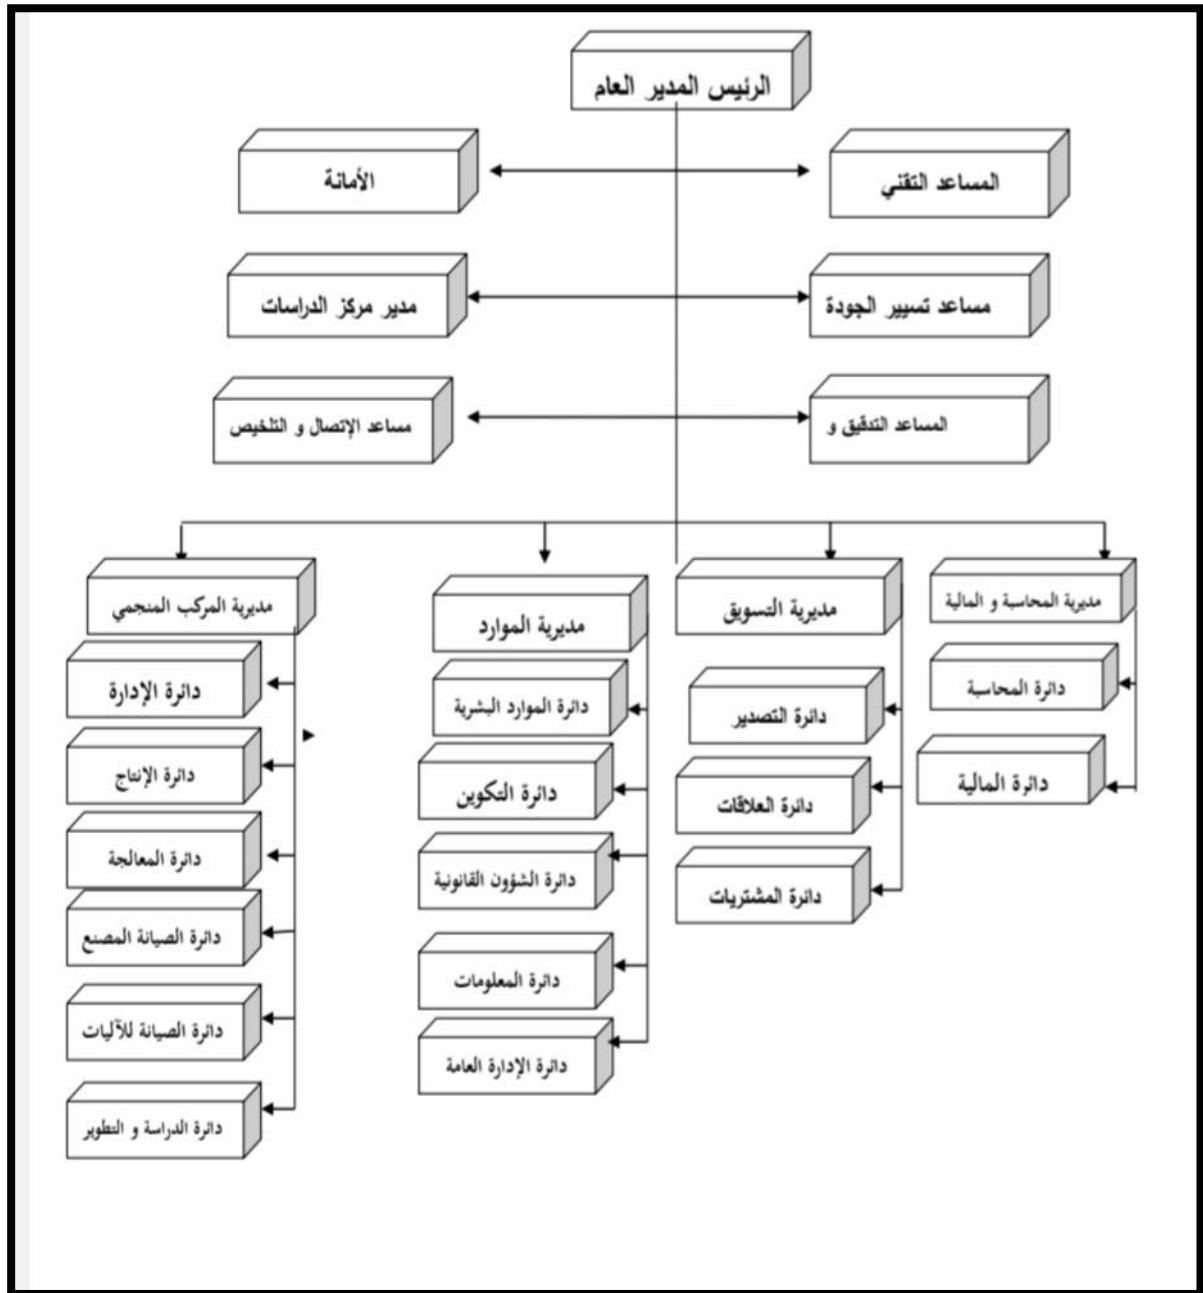 الرئيس المدير العام
المساعد التقني
الأمانة
مساعد تسيير الجودة
مدير مركز الدراسات
المساعد التدقيق و
مساعد الإتصال و التلخيص
مديرية المحاسبة و المالية
دائرة المحاسبة
دائرة المالية
مديرية التسويق
دائرة التصدير
دائرة العلاقات
دائرة المشتريات
مديرية الموارد
دائرة الموارد البشرية
دائرة التكوين
دائرة الشؤون القانونية
دائرة المعلومات
دائرة الإدارة العامة
مديرية المركب المنجمي
دائرة الإدارة
دائرة الإنتاج
دائرة المعالجة
دائرة الصيانة المصنع
دائرة الصيانة للآليات
دائرة الدراسة و التطوير